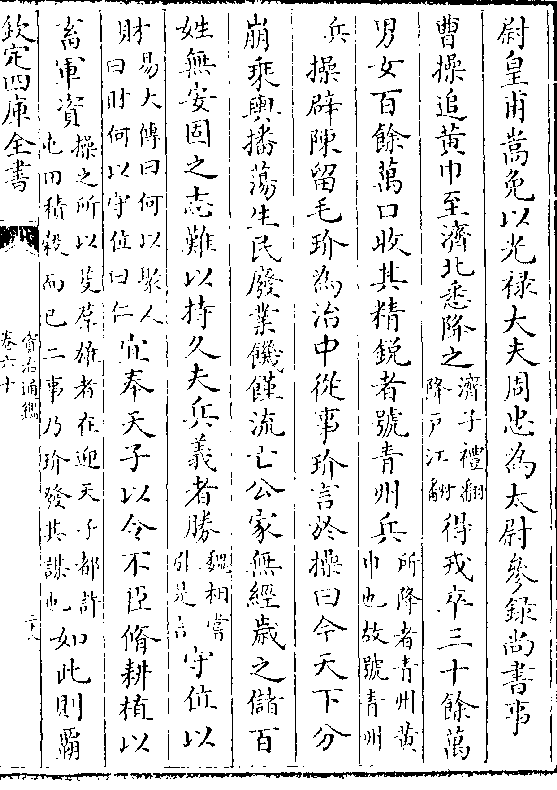 尉皇甫嵩免以光禄大夫周忠為太尉參錄尚書事
曹操追黄巾至濟北悉降之濟子禮翻降户江翻得戎卒三十餘萬
男女百餘萬口收其精鋭者號青州兵所降者青州黄巾也故號青州
兵操辟陳留毛玠為治中從事玠言於操曰今天下分
崩乘輿播蕩生民廢業饑饉流亡公家無經歳之儲百
姓無安固之志難以持久夫兵義者勝魏相嘗引是言守位以
財易大傳曰何以聚人曰財何以守位曰仁宜奉天子以令不臣脩耕植以
畜軍資操之所以芟羣雄者在迎天子都許屯田積穀而已二事乃玠發其謀也如此則霸
欽定四庫全書
資治通鑑
卷六十
二十八